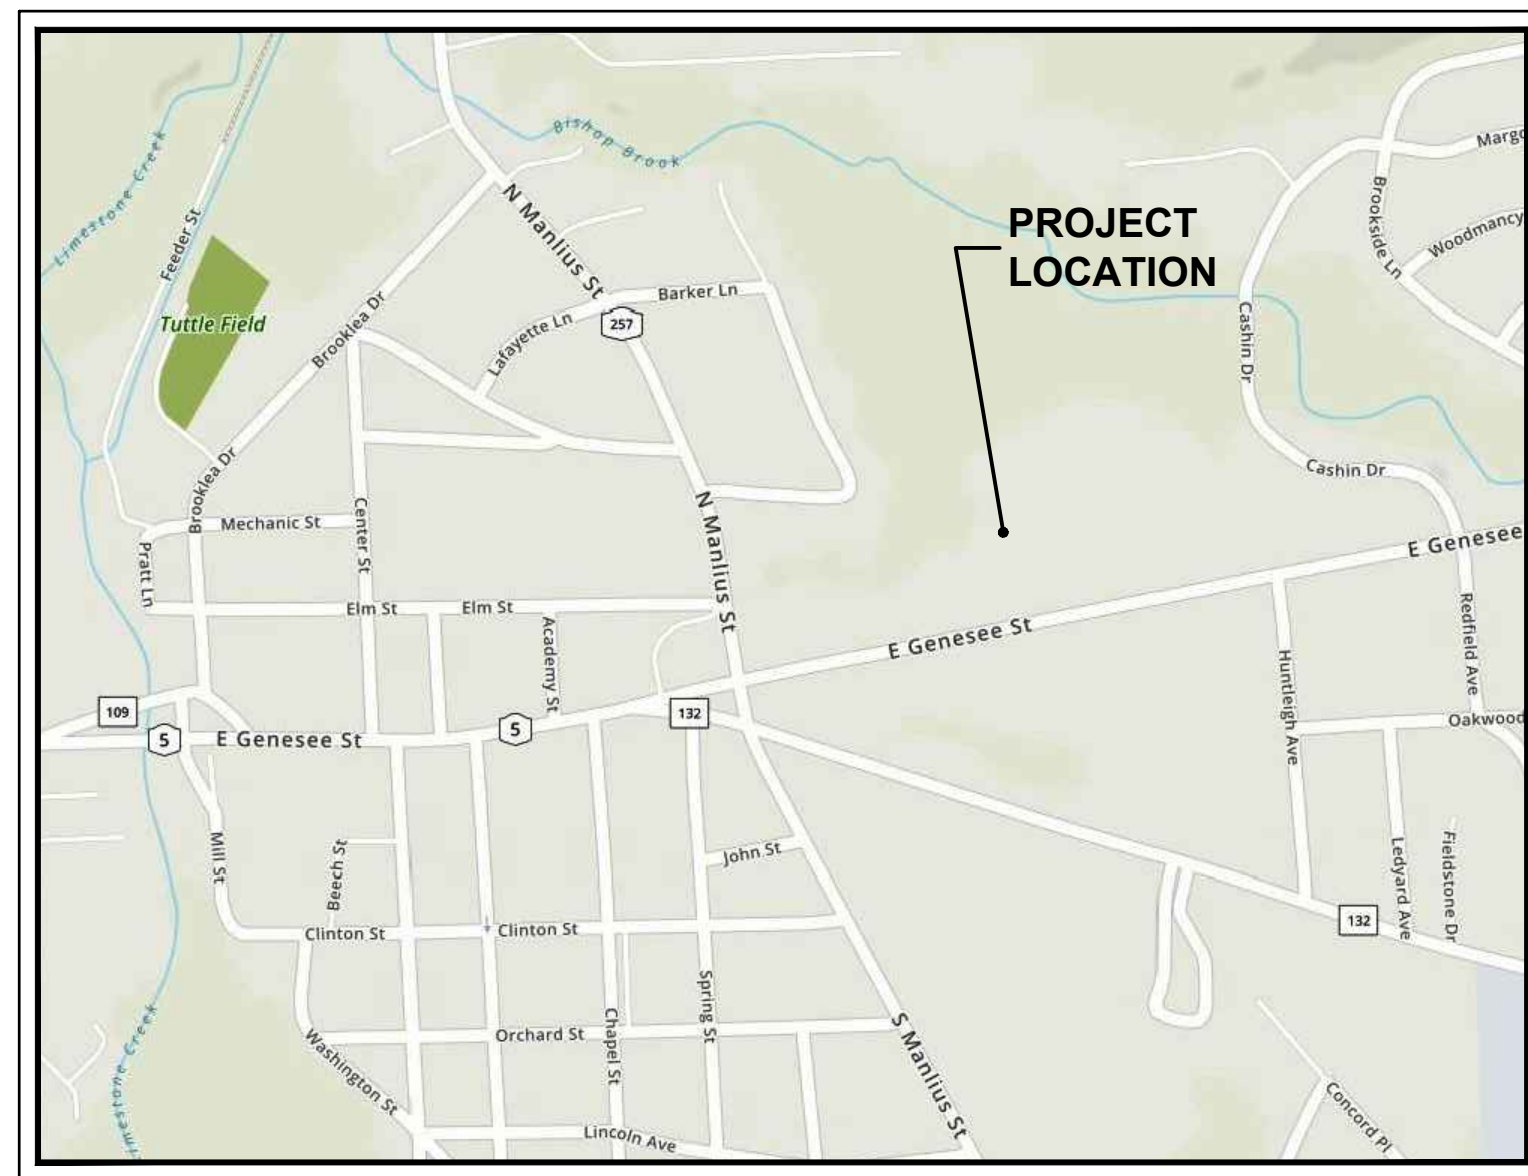 Bishop Brook
Margo
Limestone Creek
Feeder St
N Manlius St
PROJECT
LOCATION
Brookside Ln
Woodmancy
Tuttle Field
Brooklea Dr
Lafayette Ln
257
Barker Ln
Cashin Dr
Brooklea Dr
Cashin Dr
Mechanic St
Center St
N Manlius St
E Genesee
Pratt Ln
Elm St
Elm St
Academy St
E Genesee St
Redfield Ave
Huntleigh Ave
109
5
E Genesee St
5
132
Oakwood
Mill St
Beech St
John St
Ledyard Ave
Fieldstone Dr
Clinton St
Clinton St
132
Spring St
Chapel St
Orchard St
S Manlius St
Washington St
Limestone Creek
Lincoln Ave
Concord Pl